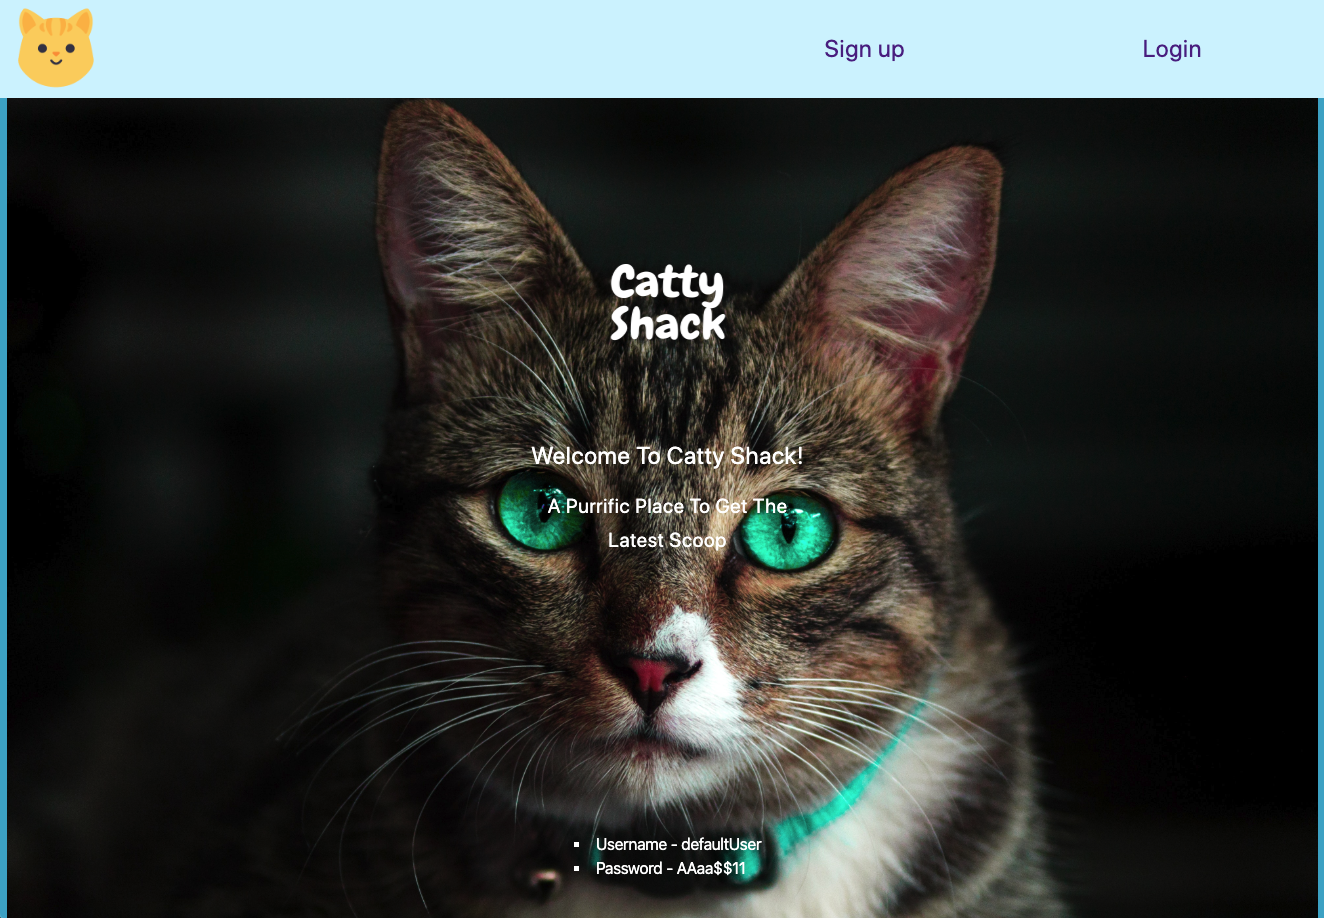 Sign up
Login
Catty
Shack
Welcome To Catty Shack!
A Purrific Place To Get The
Latest Scoop
Username - defaultUser
Password - AAaa$$11